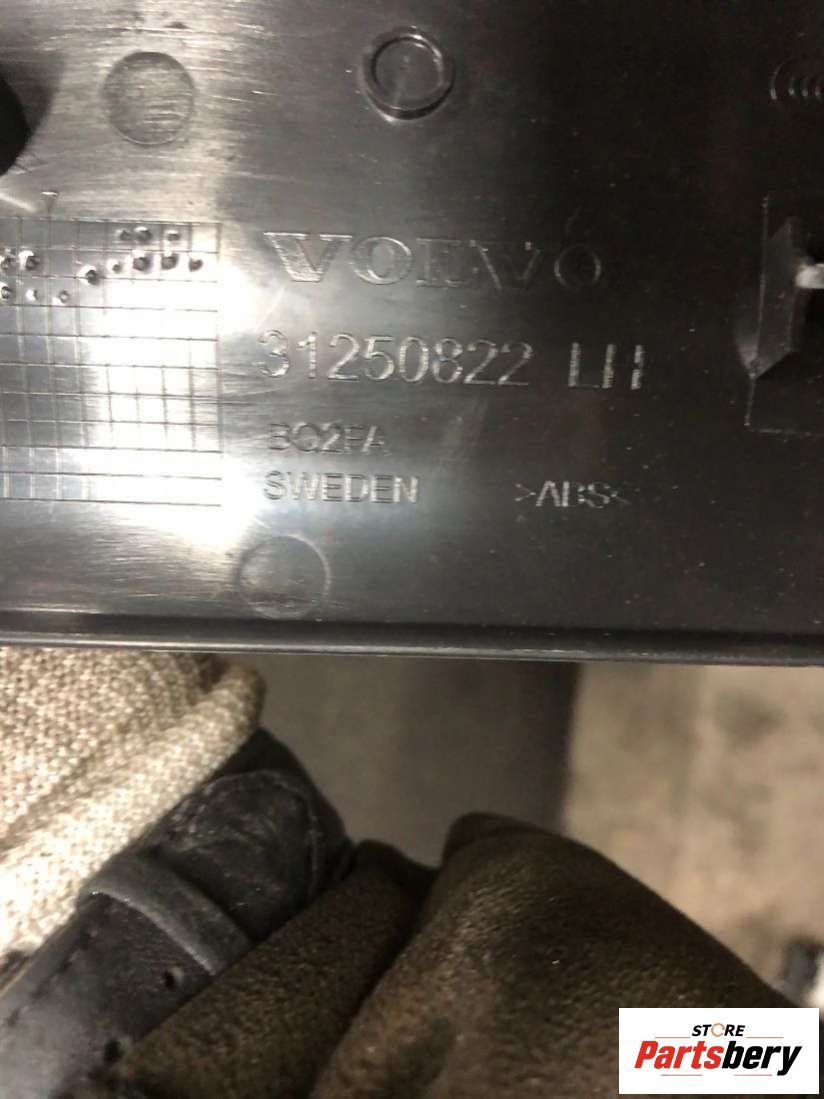 VOLVO
31250822 LH
BQ2FA
SWEDEN >ABS<
STORE
Partsbery